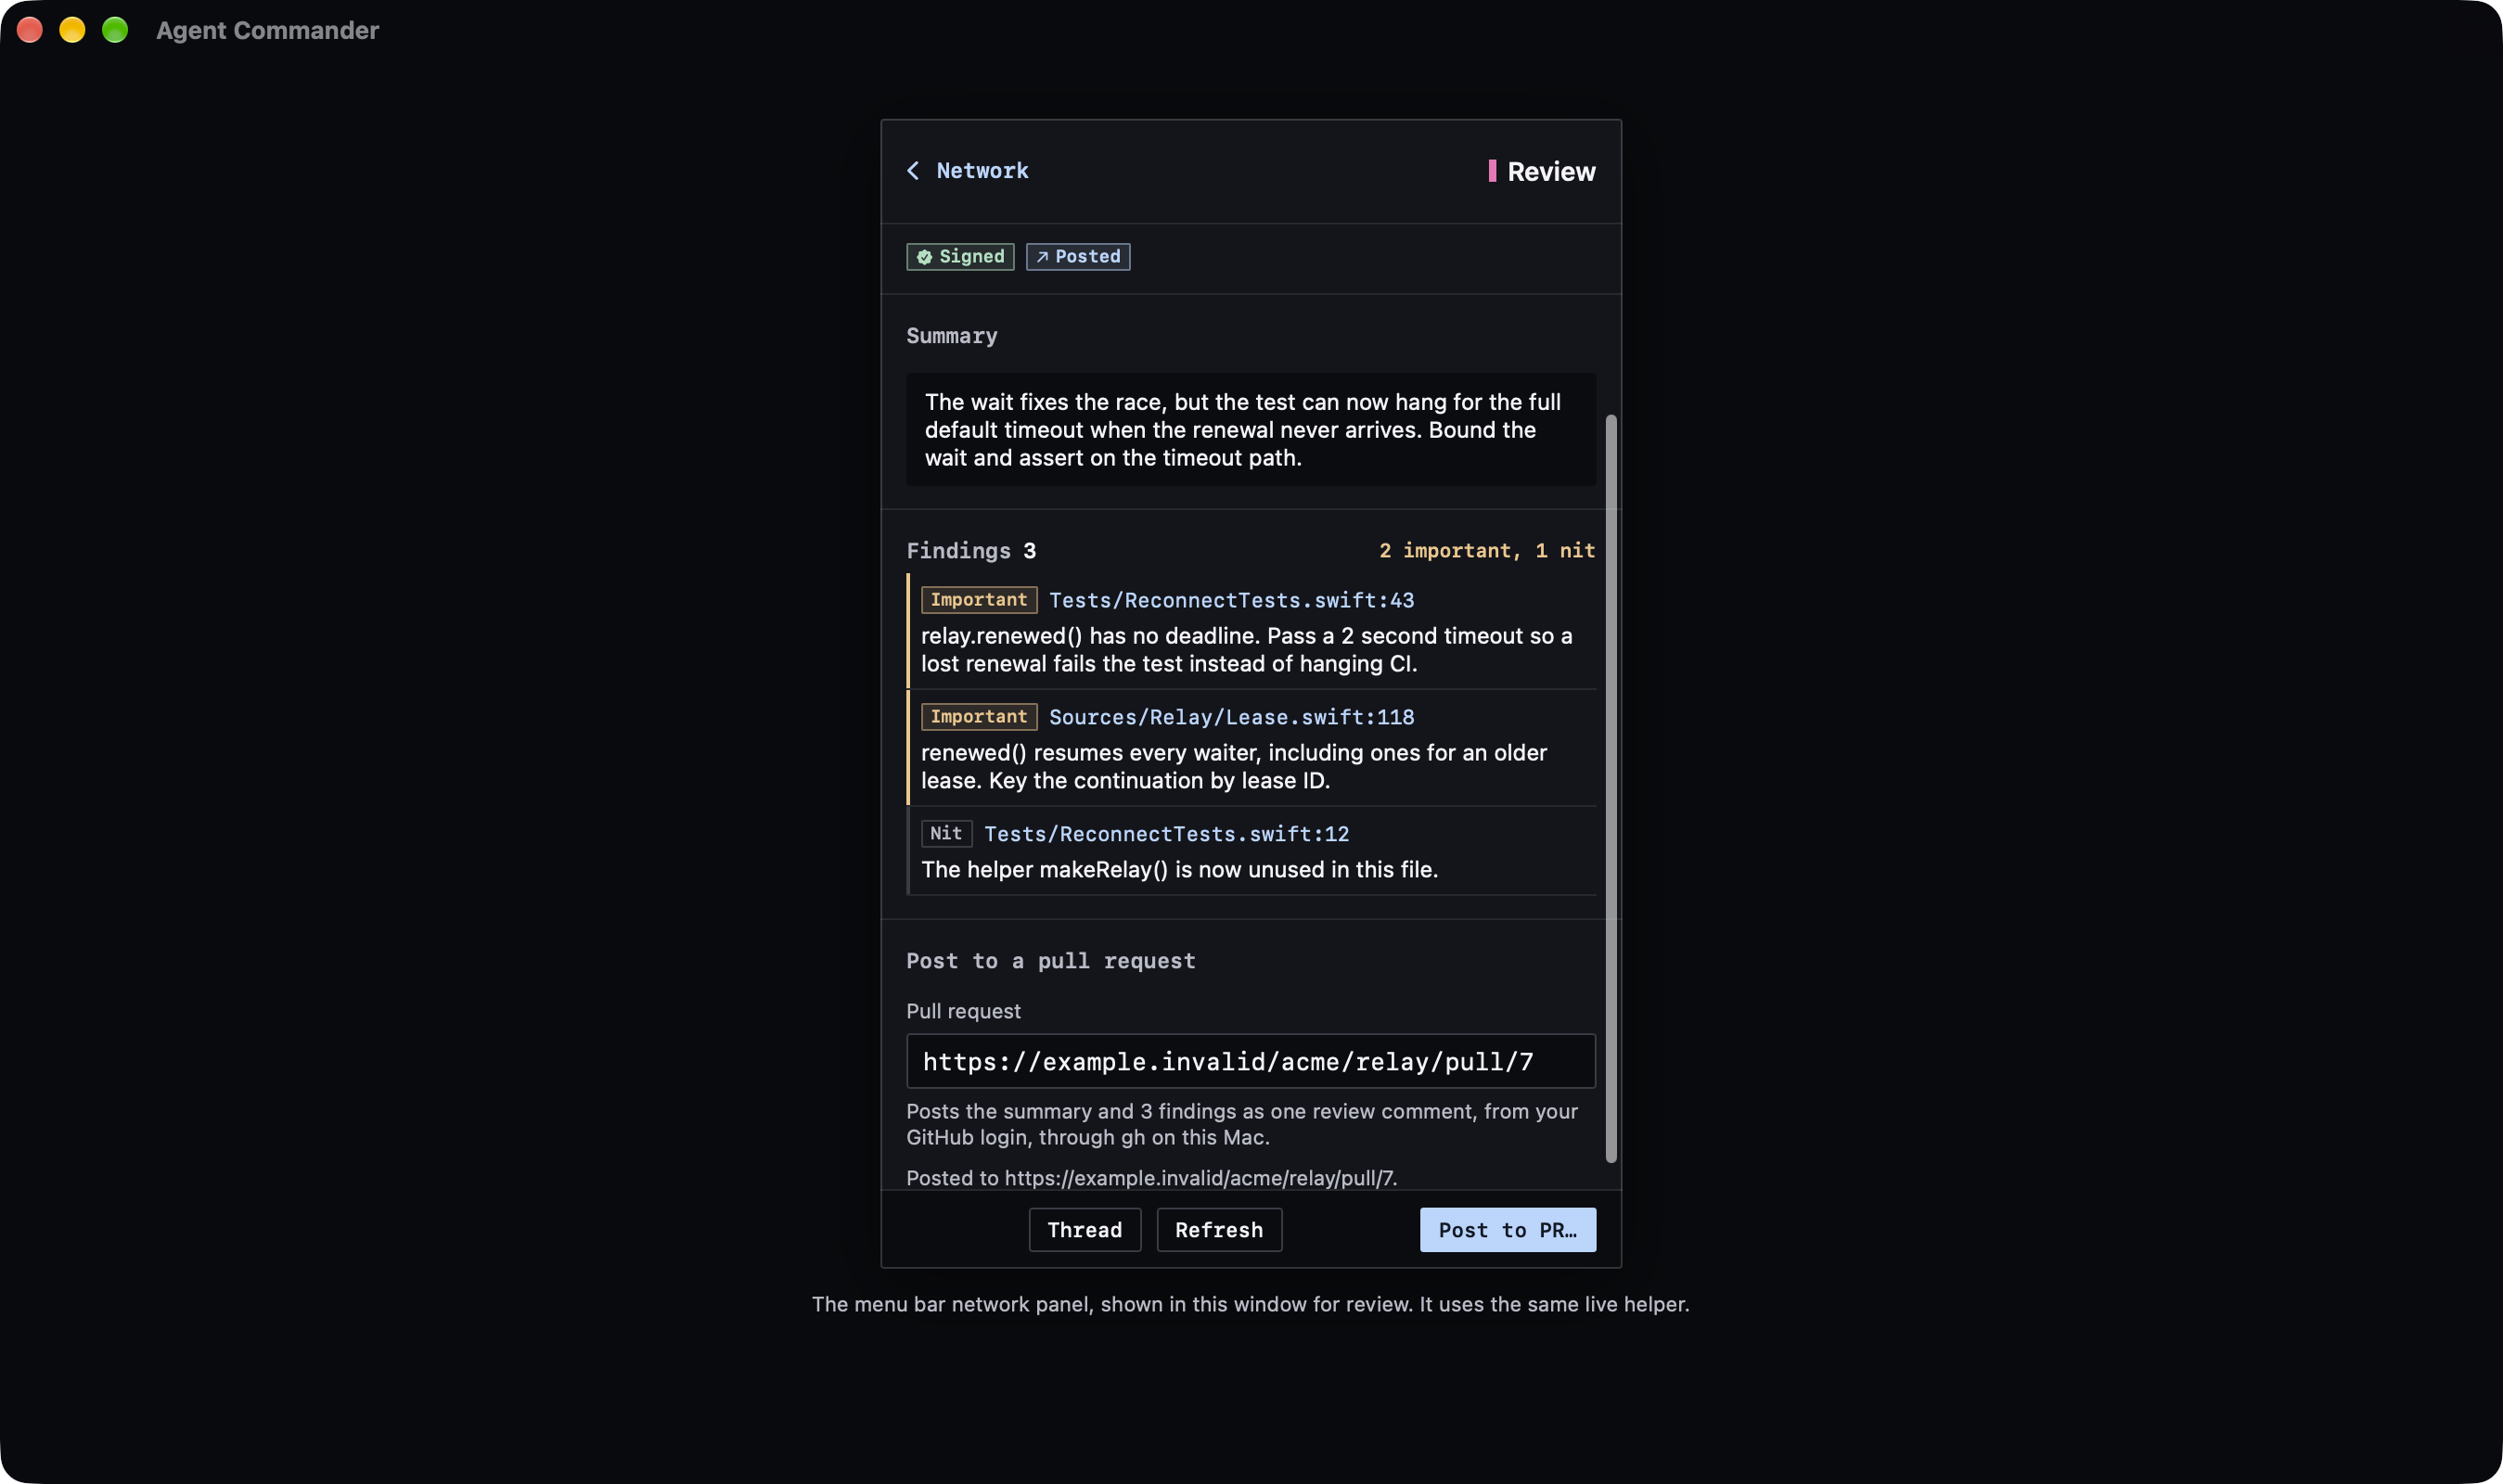 Agent Commander
Network
Review
Signed
Posted
Summary
The wait fixes the race, but the test can now hang for the full
default timeout when the renewal never arrives. Bound the
wait and assert on the timeout path.
Findings 3
2 important, 1 nit
Important Tests/ReconnectTests.swift:43
relay.renewed() has no deadline. Pass a 2 second timeout so a
lost renewal fails the test instead of hanging CI.
Important Sources/Relay/Lease.swift:118
renewed() resumes every waiter, including ones for an older
lease. Key the continuation by lease ID.
Nit Tests/ReconnectTests.swift:12
The helper makeRelay() is now unused in this file.
Post to a pull request
Pull request
https://example.invalid/acme/relay/pull/7
Posts the summary and 3 findings as one review comment, from your
GitHub login, through gh on this Mac.
Posted to https://example.invalid/acme/relay/pull/7.
Thread
Refresh
Post to PR…
The menu bar network panel, shown in this window for review. It uses the same live helper.